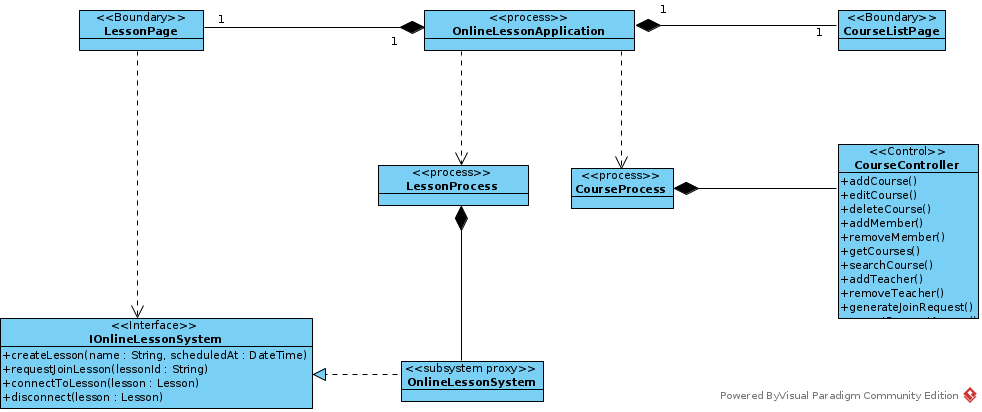 <<Boundary>>
LessonPage
1
1
<<process>>
OnlineLessonApplication
1
1
<<Boundary>>
CourseListPage
<<process>>
LessonProcess
<<process>>
CourseProcess
<<Control>>
CourseController
+addCourse()
+editCourse()
+deleteCourse()
+addMember()
+removeMember()
+getCourses()
+searchCourse()
+addTeacher()
+removeTeacher()
+generateJoinRequest()
<<Interface>>
IOnlineLessonSystem
+createLesson(name : String, scheduledAt : DateTime)
+requestJoinLesson(lessonId : String)
+connectToLesson(lesson : Lesson)
+disconnect(lesson : Lesson)
<<subsystem proxy>>
OnlineLessonSystem
Powered ByVisual Paradigm Community Edition